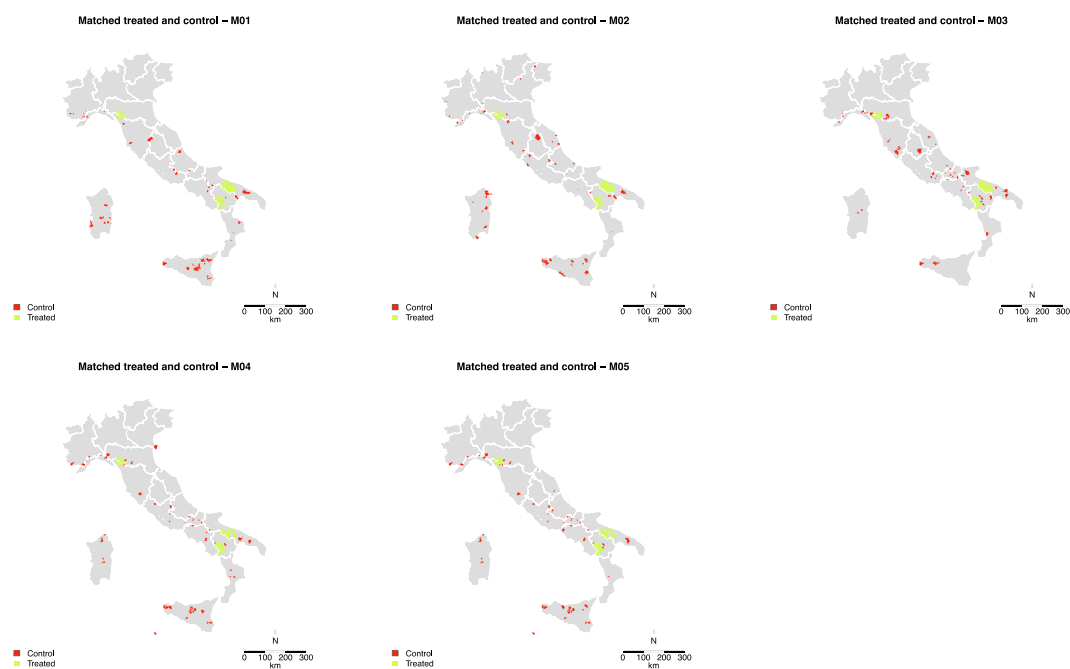 Matched treated and control – M01
Matched treated and control – M02
Matched treated and control – M03
N
0 100 200 300
km
Control
Treated
N
0 100 200 300
km
Control
Treated
N
0 100 200 300
km
Control
Treated
Matched treated and control – M04
Matched treated and control – M05
N
0 100 200 300
km
Control
Treated
N
0 100 200 300
km
Control
Treated